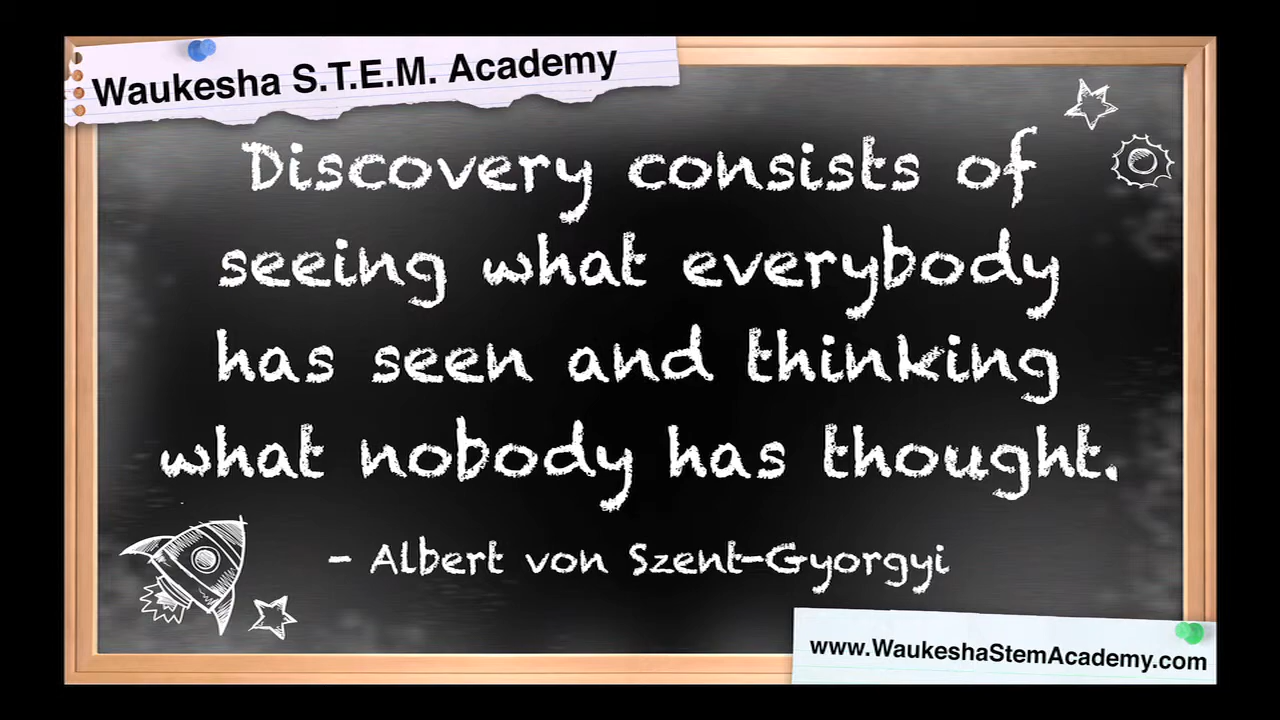 Waukesha S.T.E.M. Academy
Discovery consists of
seeing what everybody
has seen and thinking
what nobody has thought.
- Albert von Szent-Gyorgyi
www.WaukeshaStemAcademy.com